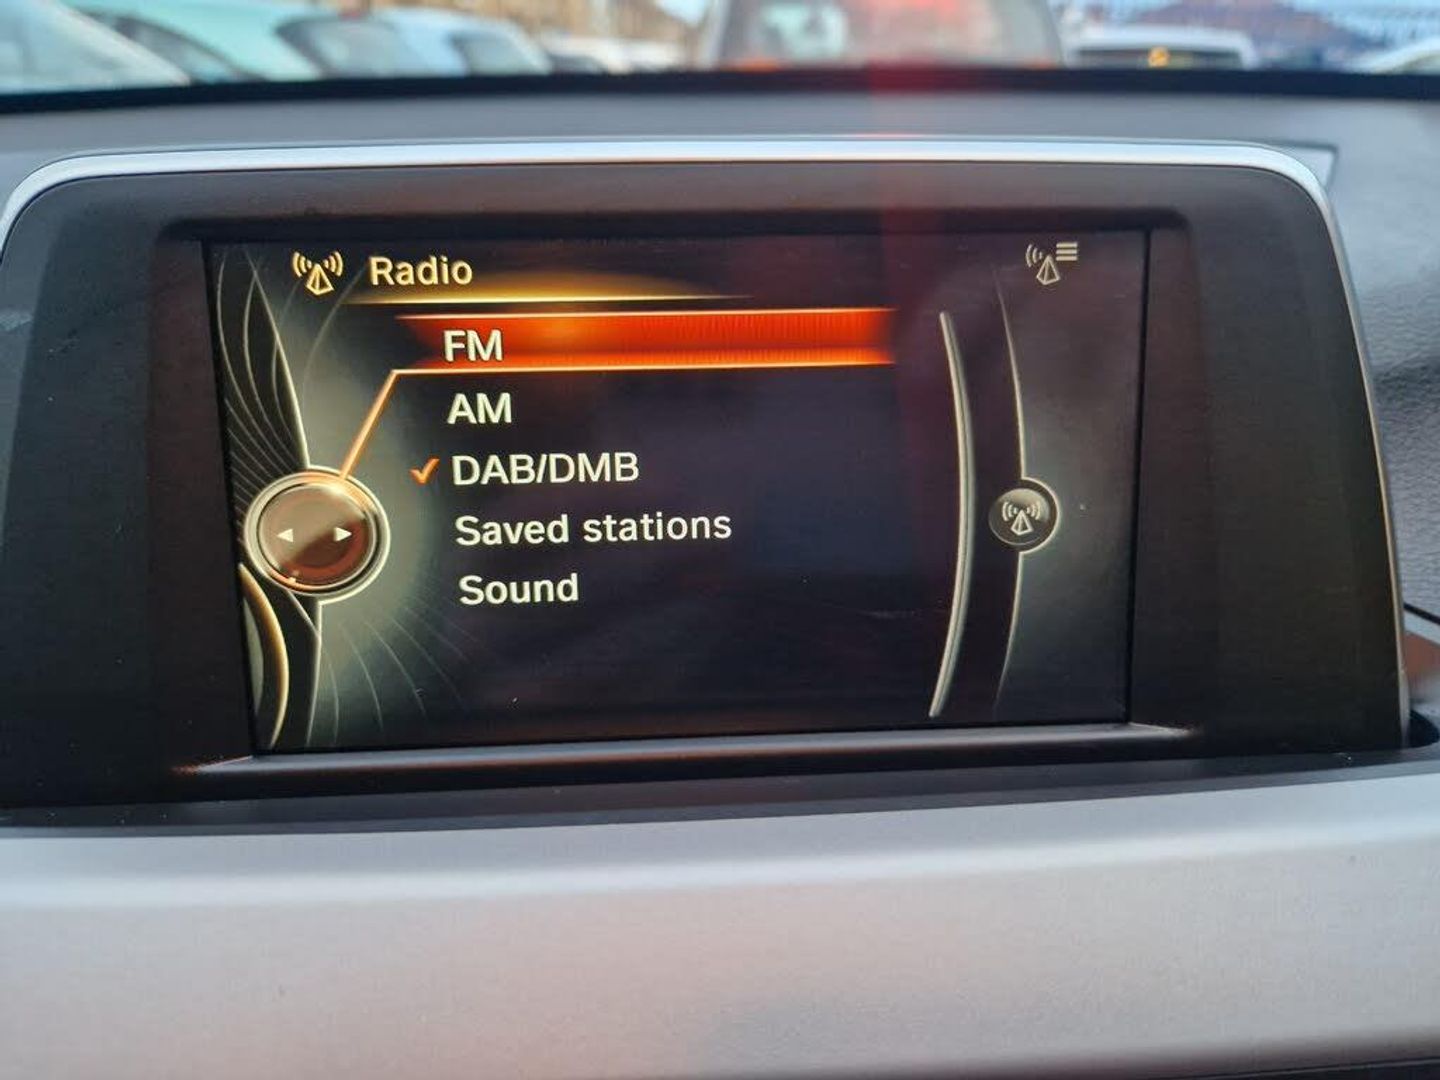 Radio
FM
AM
DAB/DMB
Saved stations
Sound